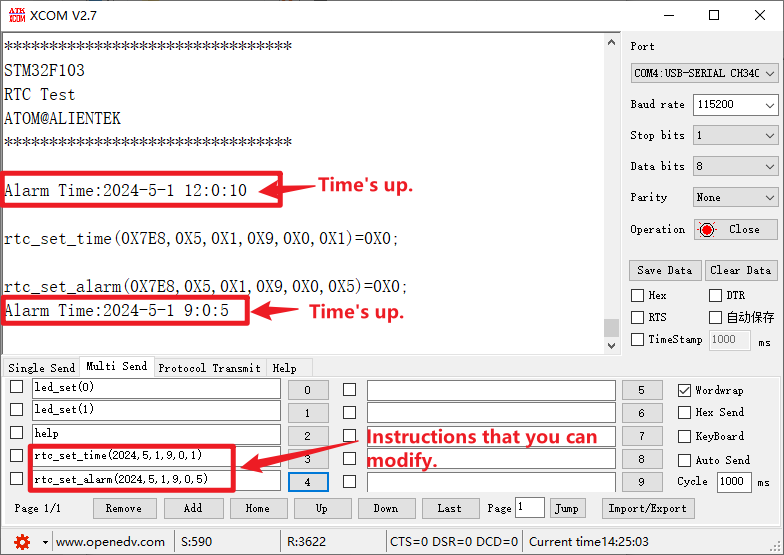 ATK
XCOM XCOM V2.7
********************************
STM32F103
RTC Test
ATOM@ALIENTEK
********************************
Alarm Time:2024-5-1 12:0:10
Time's up.
rtc_set_time(0X7E8,0X5,0X1,0X9,0X0,0X1)=0X0;
rtc_set_alarm(0X7E8,0X5,0X1,0X9,0X0,0X5)=0X0;
Alarm Time:2024-5-1 9:0:5
Time's up.
Port
COM4:USB-SERIAL CH340
Baud rate 115200
Stop bits 1
Data bits 8
Parity None
Operation Close
Save Data Clear Data
Hex DTR
RTS 自动保存
TimeStamp 1000 ms
Single Send Multi Send Protocol Transmit Help
led_set(0) 0 5 Wordwrap
led_set(1) 1 6 Hex Send
help 2 7 KeyBoard
rtc_set_time(2024,5,1,9,0,1) 3 8 Auto Send
rtc_set_alarm(2024,5,1,9,0,5) 4 9 Cycle 1000 ms
Instructions that you can
modify.
Page 1/1 Remove Add Home Up Down Last Page 1 Jump Import/Export
www.openedv.com S:590 R:3622 CTS=0 DSR=0 DCD=0 Current time14:25:03